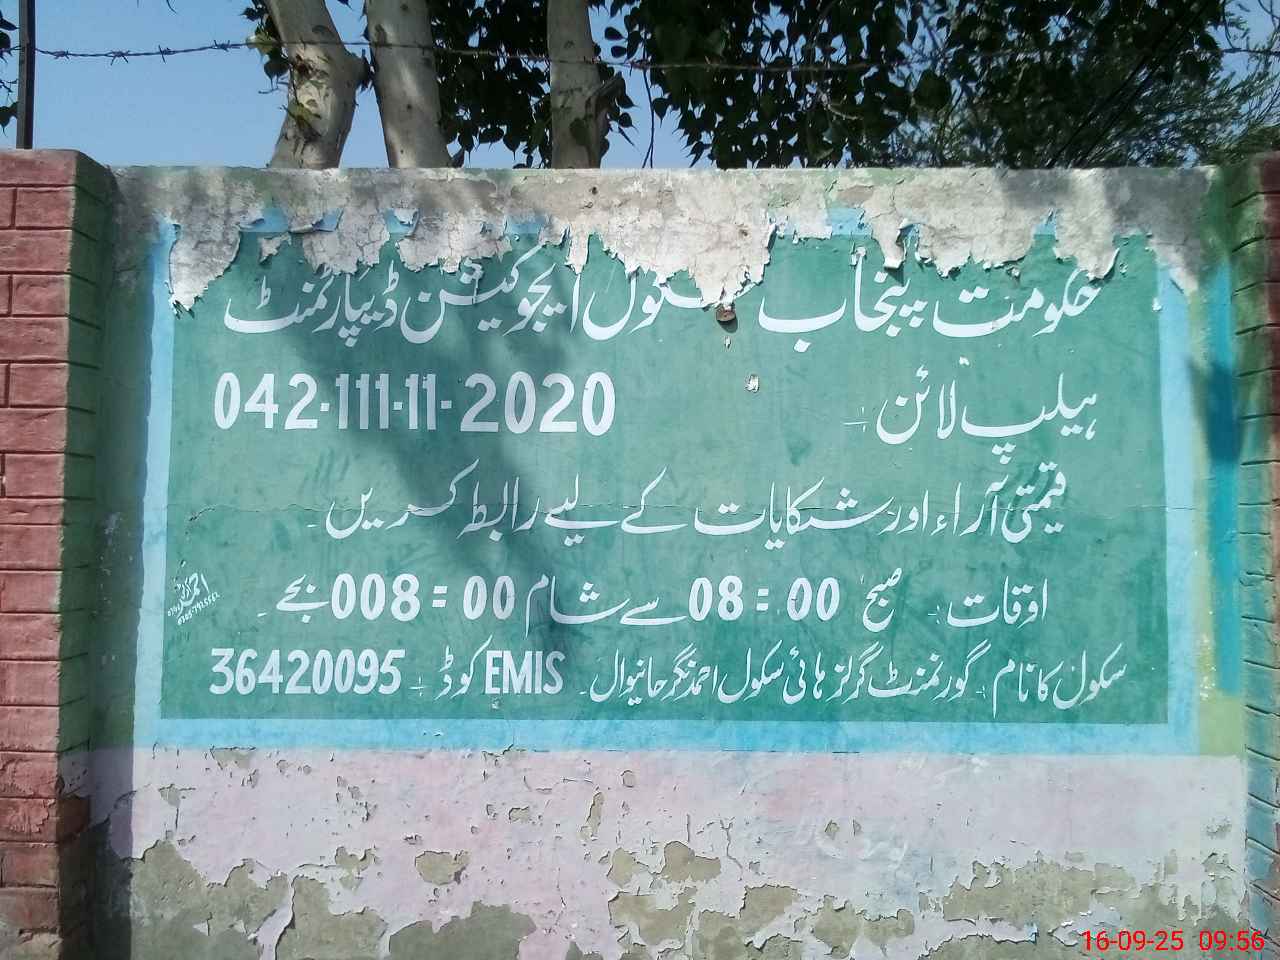 حکومت پنجاب سکول ایجوکیشن ڈیپارٹمنٹ
ہیلپ لائن :۔ 042-111-11-2020
قیمتی آراء اور شکایات کے لیے رابطہ کریں۔
اوقات :۔ صبح 08:00 سے شام 008:00 بجے۔
سکول کا نام :۔ گورنمنٹ گرلز ہائی سکول احمد نگر خانیوال۔ EMIS کوڈ :۔ 36420095
16-09-25 09:56